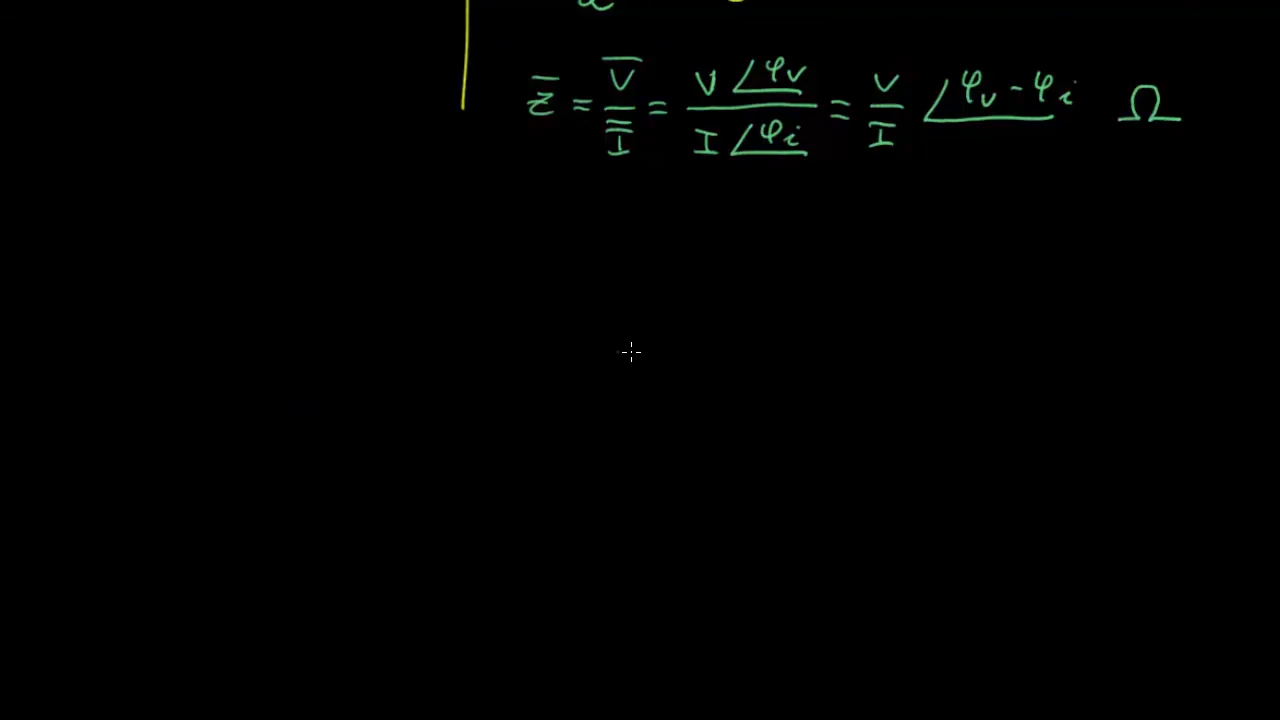 z̅ = V̅ / I̅ = V∠φv / I∠φi = V / I ∠φv - φi Ω